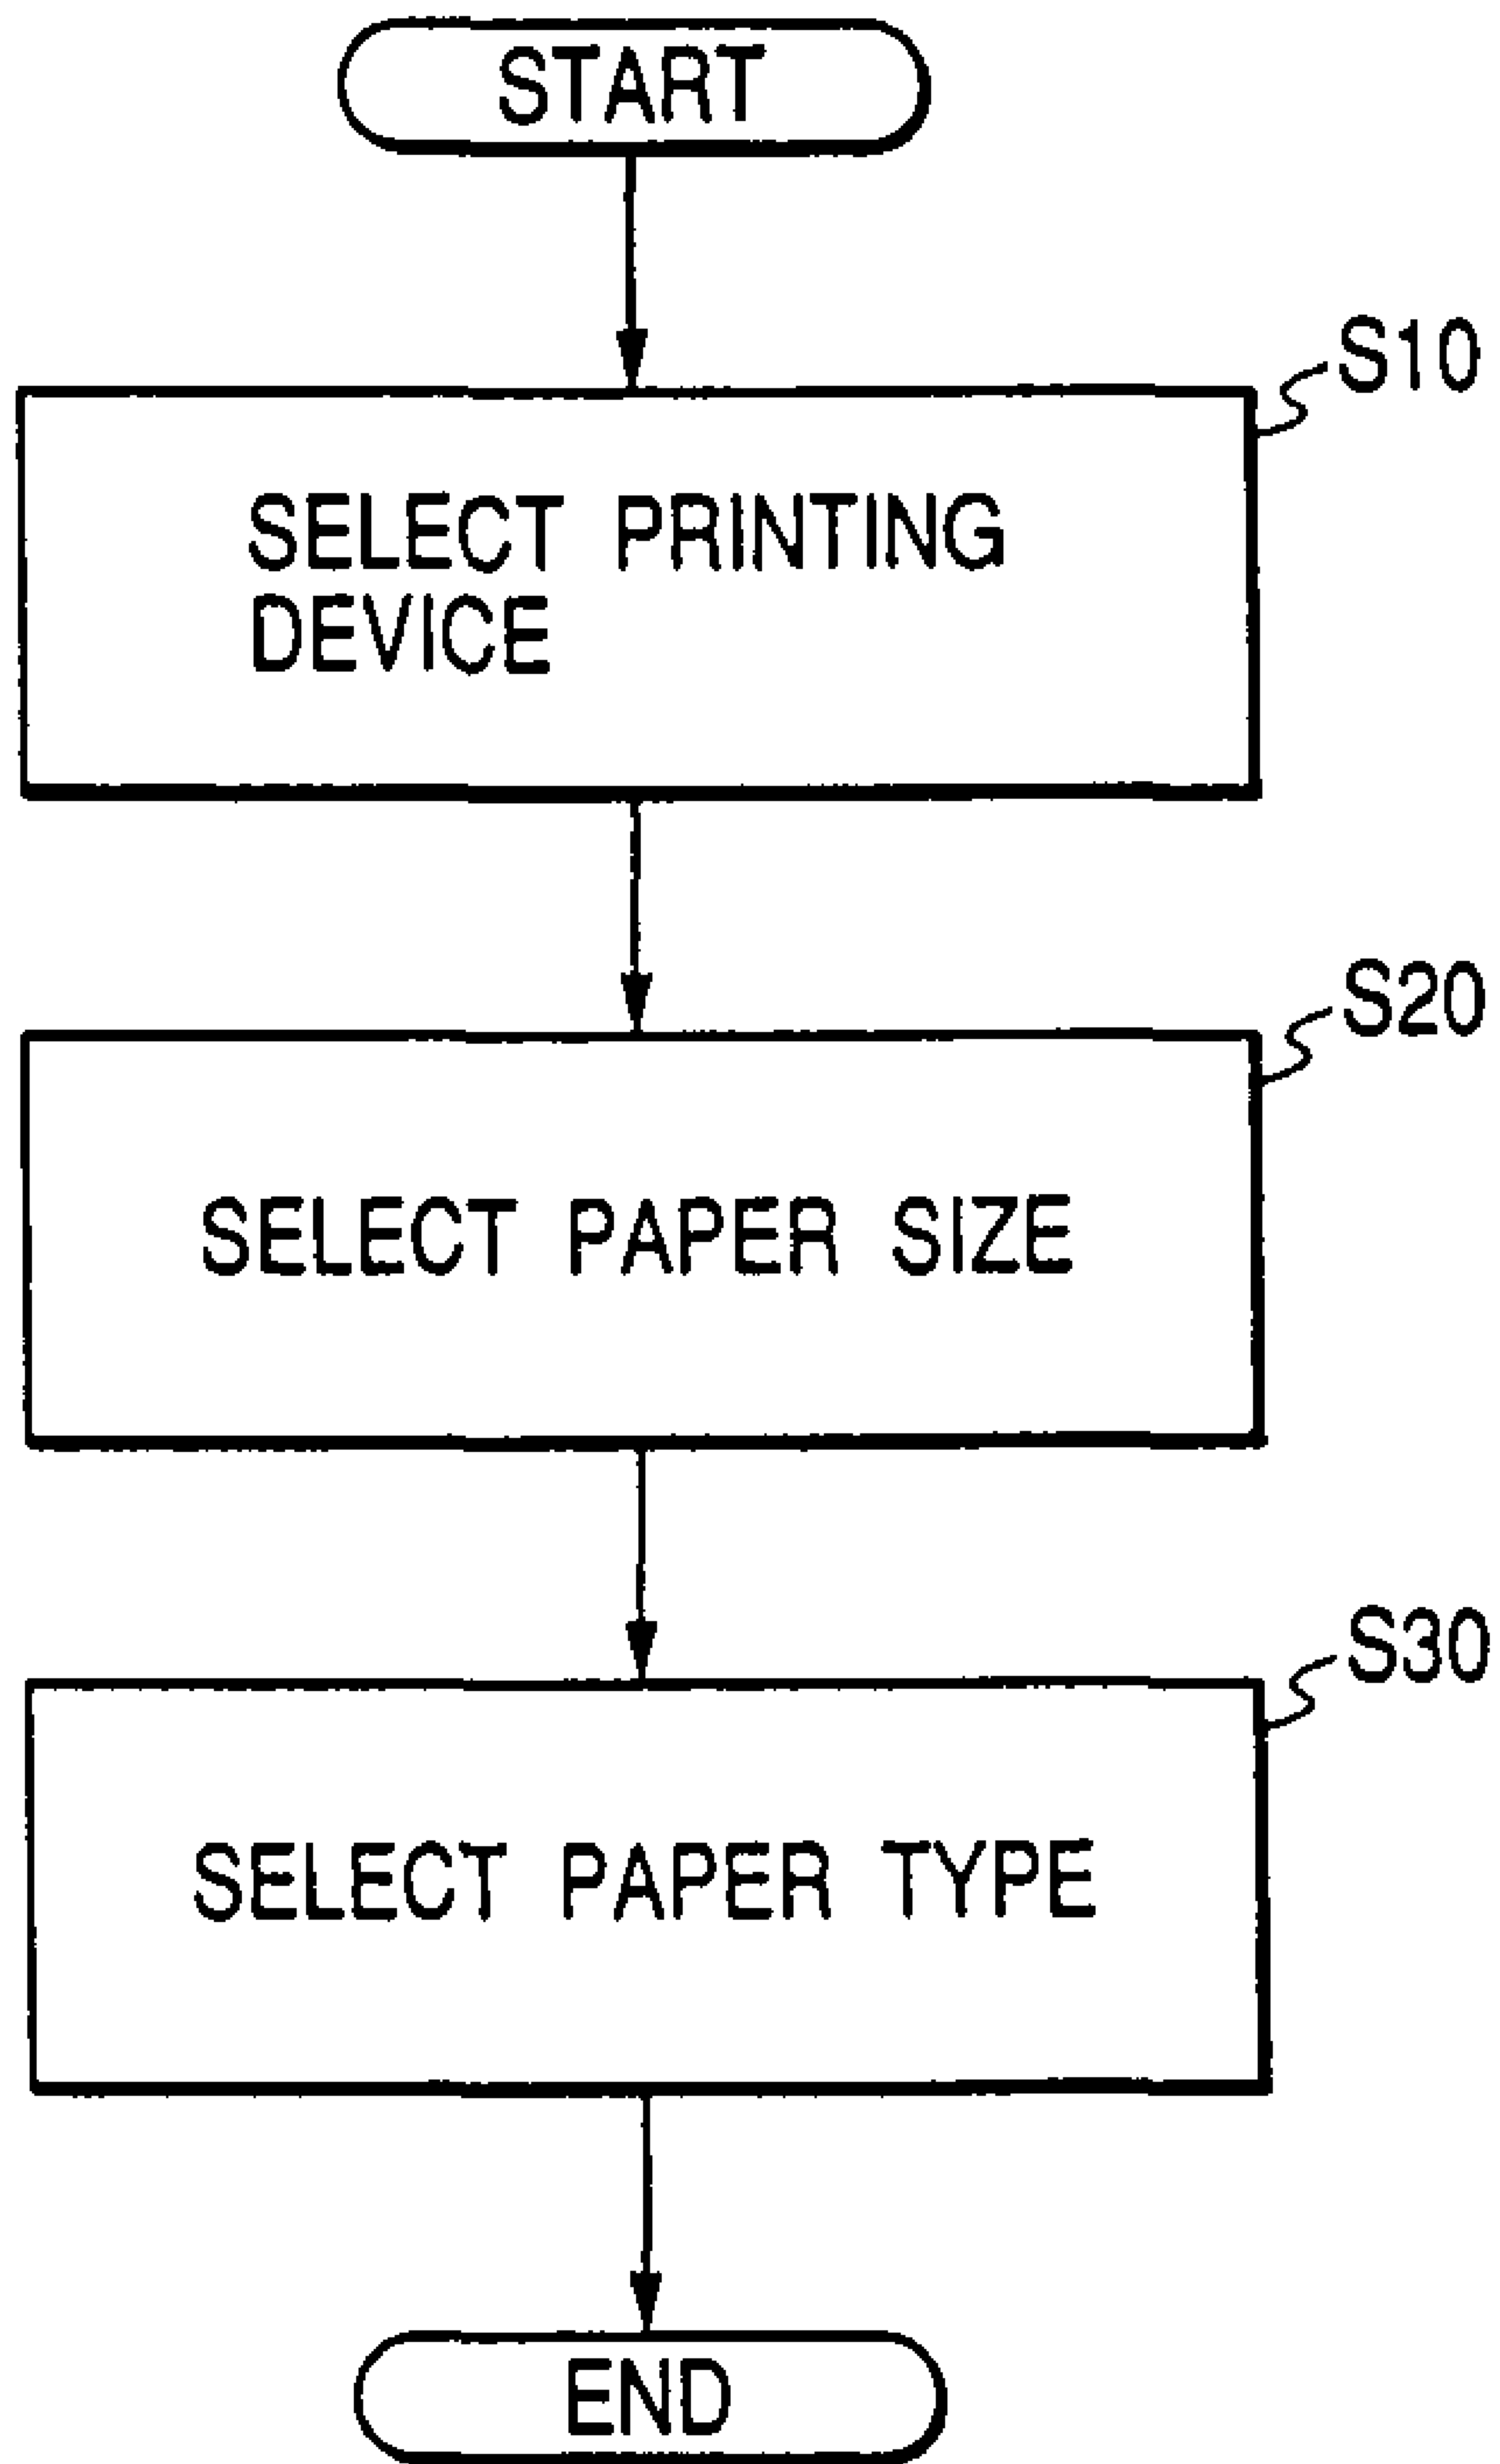 START
S10
SELECT PRINTING
DEVICE
S20
SELECT PAPER SIZE
S30
SELECT PAPER TYPE
END